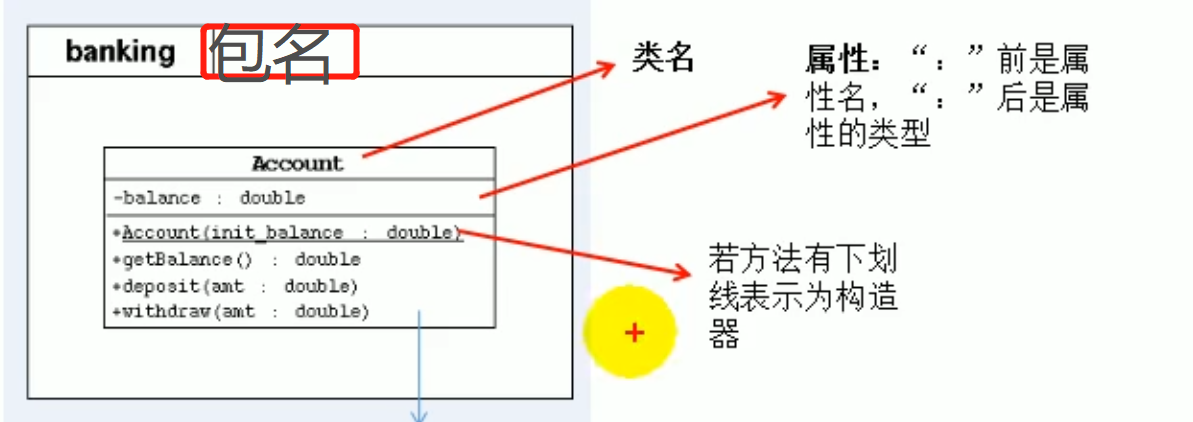 banking 包名
类名
属性：“：”前是属
性名，“：”后是属
性的类型
Account
-balance : double
+Account(init_balance : double)
+getBalance() : double
+deposit(amt : double)
+withdraw(amt : double)
若方法有下划
线表示为构造
器